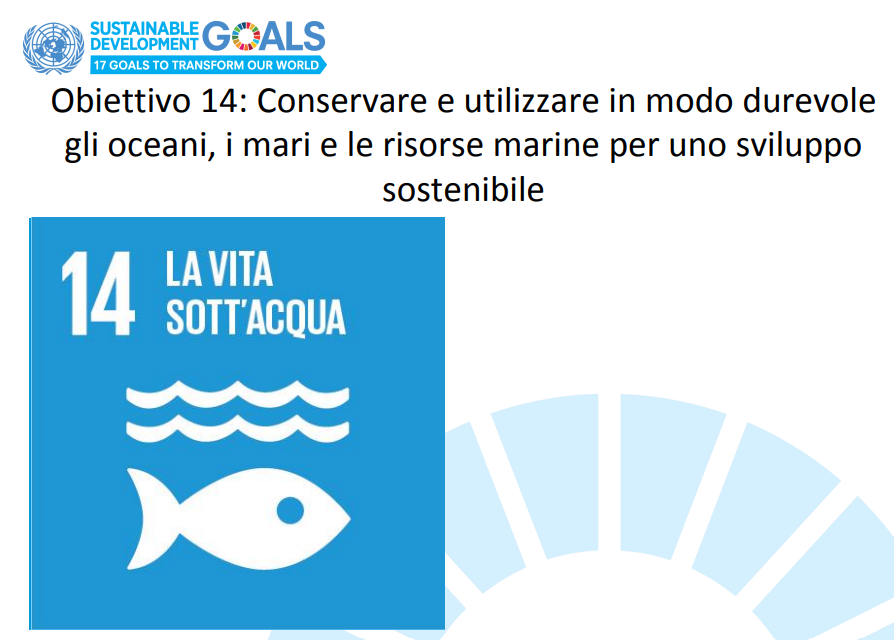 SUSTAINABLE
DEVELOPMENT
GOALS
17 GOALS TO TRANSFORM OUR WORLD
Obiettivo 14: Conservare e utilizzare in modo durevole
gli oceani, i mari e le risorse marine per uno sviluppo
sostenibile
14 LA VITA
SOTT'ACQUA